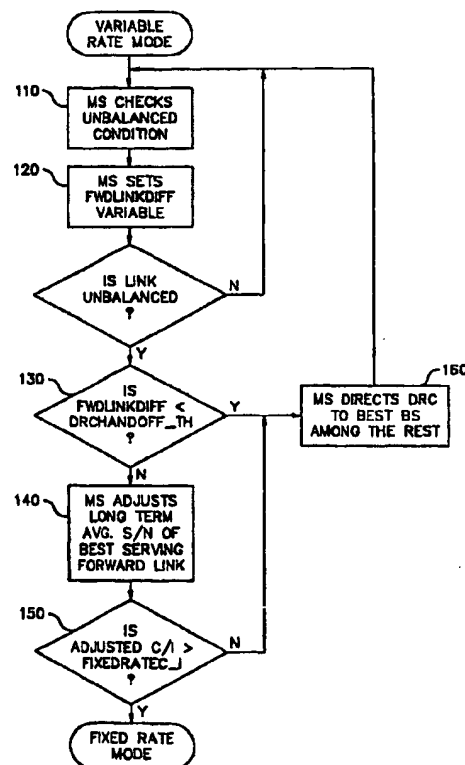 VARIABLE
RATE MODE
110
MS CHECKS
UNBALANCED
CONDITION
120
MS SETS
FWDLINKDIFF
VARIABLE
IS LINK
UNBALANCED
?
N
Y
130
IS
FWDLINKDIFF <
DRCHANDOFF_TH
?
Y
N
160
MS DIRECTS DRC
TO BEST BS
AMONG THE REST
140
MS ADJUSTS
LONG TERM
AVG. S/N OF
BEST SERVING
FORWARD LINK
150
IS
ADJUSTED C/I >
FIXEDRATEC_I
?
N
Y
FIXED RATE
MODE